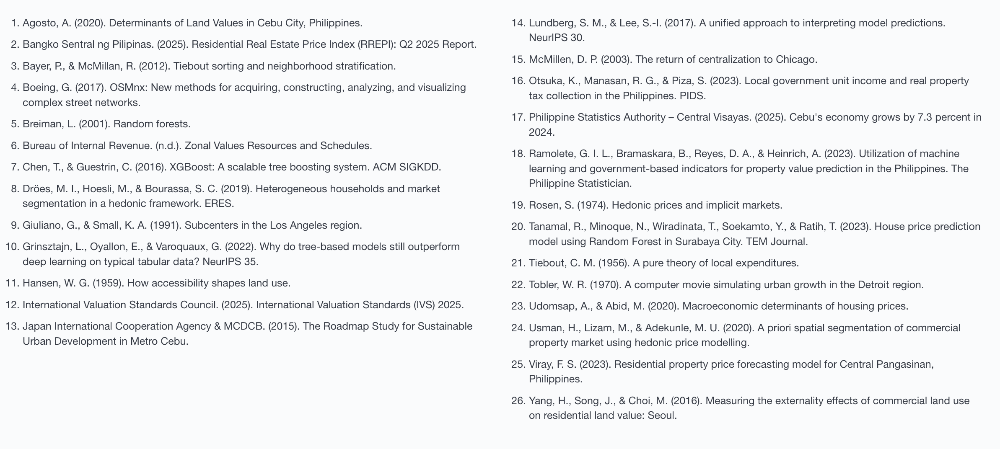 1. Agosto, A. (2020). Determinants of Land Values in Cebu City, Philippines.
2. Bangko Sentral ng Pilipinas. (2025). Residential Real Estate Price Index (RREPI): Q2 2025 Report.
3. Bayer, P., & McMillan, R. (2012). Tiebout sorting and neighborhood stratification.
4. Boeing, G. (2017). OSMnx: New methods for acquiring, constructing, analyzing, and visualizing
complex street networks.
5. Breiman, L. (2001). Random forests.
6. Bureau of Internal Revenue. (n.d.). Zonal Values Resources and Schedules.
7. Chen, T., & Guestrin, C. (2016). XGBoost: A scalable tree boosting system. ACM SIGKDD.
8. Dröes, M. I., Hoesli, M., & Bourassa, S. C. (2019). Heterogeneous households and market
segmentation in a hedonic framework. ERES.
9. Giuliano, G., & Small, K. A. (1991). Subcenters in the Los Angeles region.
10. Grinsztajn, L., Oyallon, E., & Varoquaux, G. (2022). Why do tree-based models still outperform
deep learning on typical tabular data? NeurIPS 35.
11. Hansen, W. G. (1959). How accessibility shapes land use.
12. International Valuation Standards Council. (2025). International Valuation Standards (IVS) 2025.
13. Japan International Cooperation Agency & MCDCB. (2015). The Roadmap Study for Sustainable
Urban Development in Metro Cebu.
14. Lundberg, S. M., & Lee, S.-I. (2017). A unified approach to interpreting model predictions.
NeurIPS 30.
15. McMillen, D. P. (2003). The return of centralization to Chicago.
16. Otsuka, K., Manasan, R. G., & Piza, S. (2023). Local government unit income and real property
tax collection in the Philippines. PIDS.
17. Philippine Statistics Authority – Central Visayas. (2025). Cebu's economy grows by 7.3 percent in
2024.
18. Ramolete, G. I. L., Bramaskara, B., Reyes, D. A., & Heinrich, A. (2023). Utilization of machine
learning and government-based indicators for property value prediction in the Philippines. The
Philippine Statistician.
19. Rosen, S. (1974). Hedonic prices and implicit markets.
20. Tanamal, R., Minoque, N., Wiradinata, T., Soekamto, Y., & Ratih, T. (2023). House price prediction
model using Random Forest in Surabaya City. TEM Journal.
21. Tiebout, C. M. (1956). A pure theory of local expenditures.
22. Tobler, W. R. (1970). A computer movie simulating urban growth in the Detroit region.
23. Udomsap, A., & Abid, M. (2020). Macroeconomic determinants of housing prices.
24. Usman, H., Lizam, M., & Adekunle, M. U. (2020). A priori spatial segmentation of commercial
property market using hedonic price modelling.
25. Viray, F. S. (2023). Residential property price forecasting model for Central Pangasinan,
Philippines.
26. Yang, H., Song, J., & Choi, M. (2016). Measuring the externality effects of commercial land use
on residential land value: Seoul.